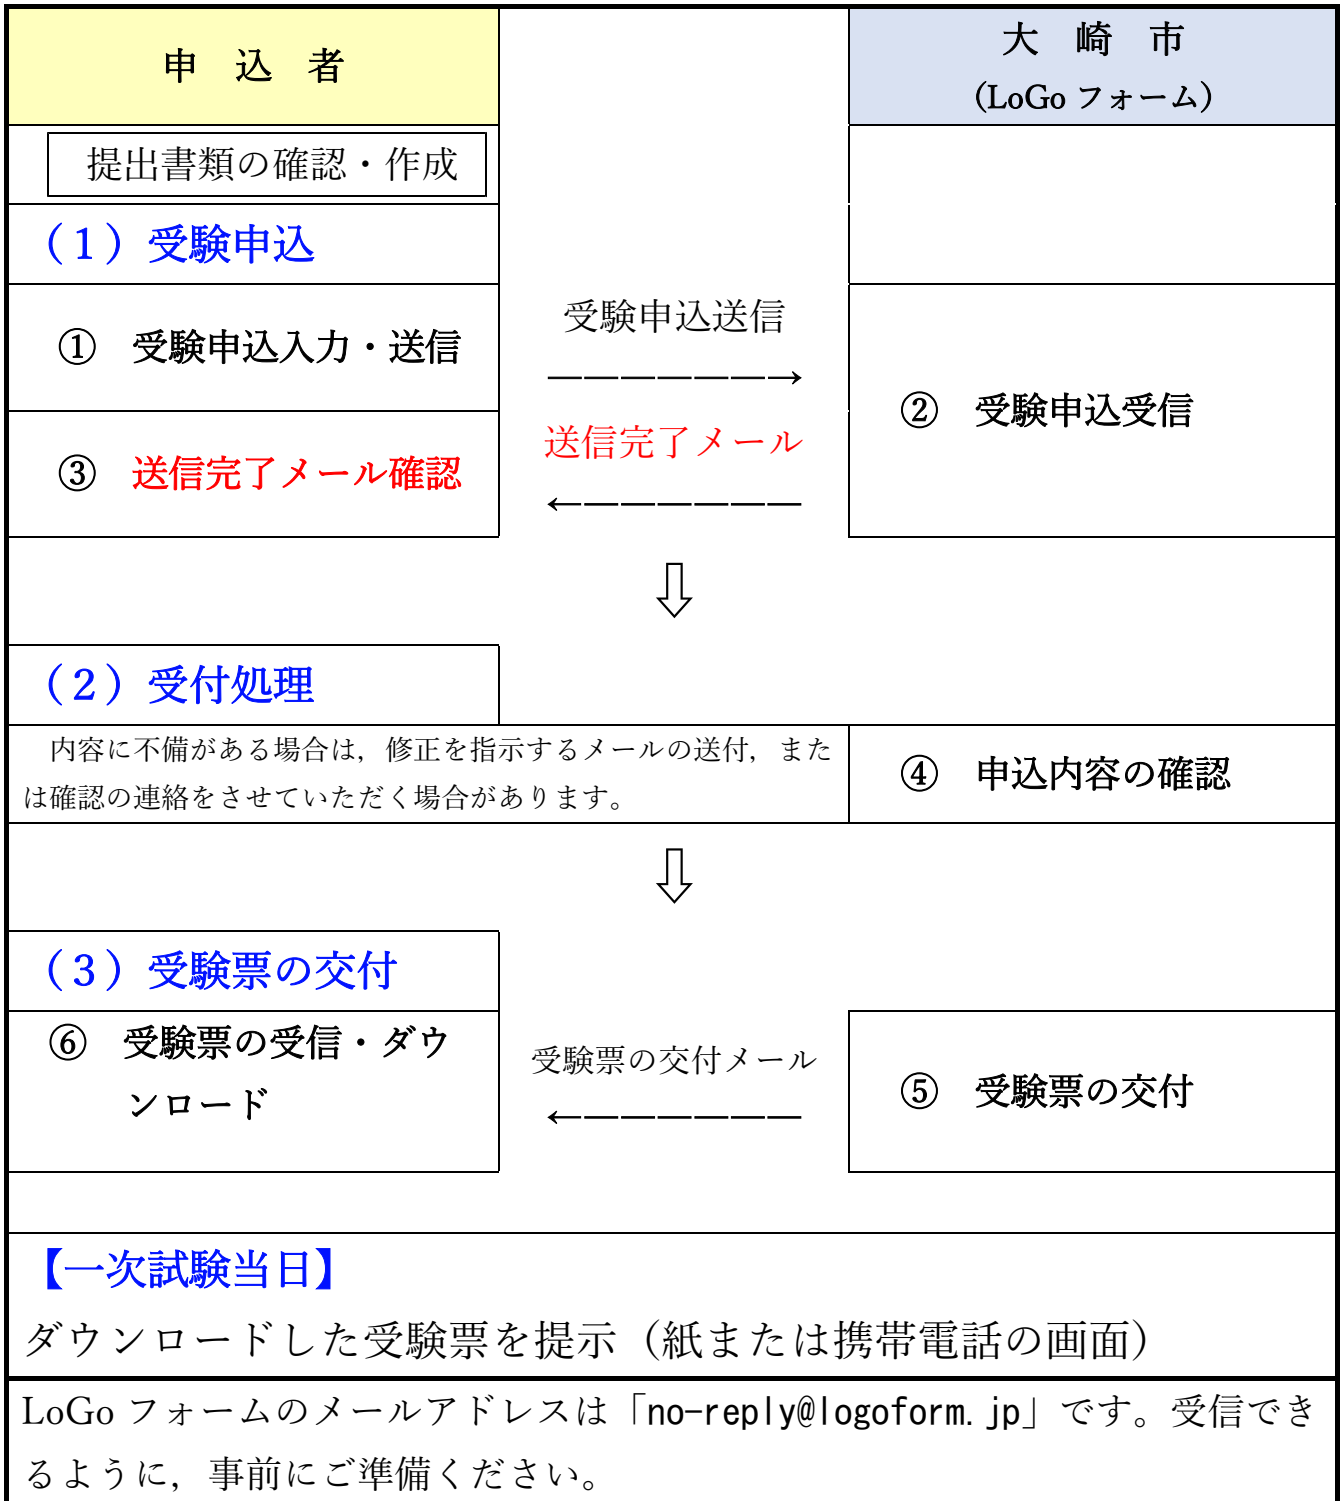 申　込　者
大　崎　市
（LoGo フォーム）
提出書類の確認・作成
（１）受験申込
①　受験申込入力・送信
受験申込送信
――――――→
②　受験申込受信
③　送信完了メール確認
送信完了メール
←――――――
⇩
（２）受付処理
内容に不備がある場合は，修正を指示するメールの送付，また
は確認の連絡をさせていただく場合があります。
④　申込内容の確認
⇩
（３）受験票の交付
⑥　受験票の受信・ダウ
ンロード
受験票の交付メール
←――――――
⑤　受験票の交付
【一次試験当日】
ダウンロードした受験票を提示（紙または携帯電話の画面）
LoGo フォームのメールアドレスは「no-reply@logoform.jp」です。受信でき
るように，事前にご準備ください。